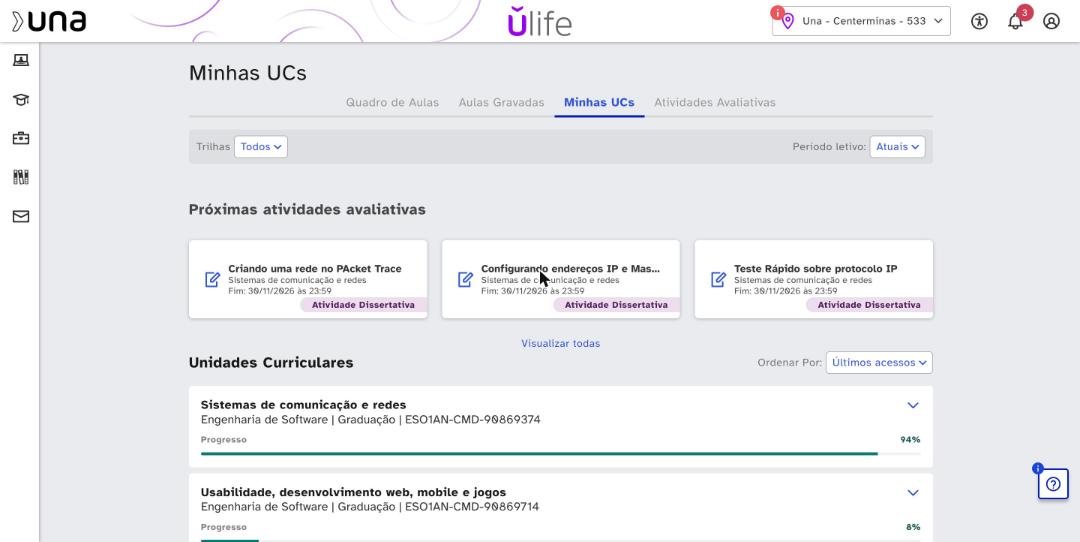 una
Ulife
Una - Centerminas - 533
3
Minhas UCs
Quadro de Aulas
Aulas Gravadas
Minhas UCs
Atividades Avaliativas
Trilhas
Todos
Período letivo:
Atuais
Próximas atividades avaliativas
Criando uma rede no PAcket Trace
Sistemas de comunicação e redes
Fim: 30/11/2026 às 23:59
Atividade Dissertativa
Configurando endereços IP e Mas...
Sistemas de comunicação e redes
Fim: 30/11/2026 às 23:59
Atividade Dissertativa
Teste Rápido sobre protocolo IP
Sistemas de comunicação e redes
Fim: 30/11/2026 às 23:59
Atividade Dissertativa
Visualizar todas
Unidades Curriculares
Ordenar Por:
Últimos acessos
Sistemas de comunicação e redes
Engenharia de Software | Graduação | ESO1AN-CMD-90869374
Progresso
94%
Usabilidade, desenvolvimento web, mobile e jogos
Engenharia de Software | Graduação | ESO1AN-CMD-90869714
Progresso
8%